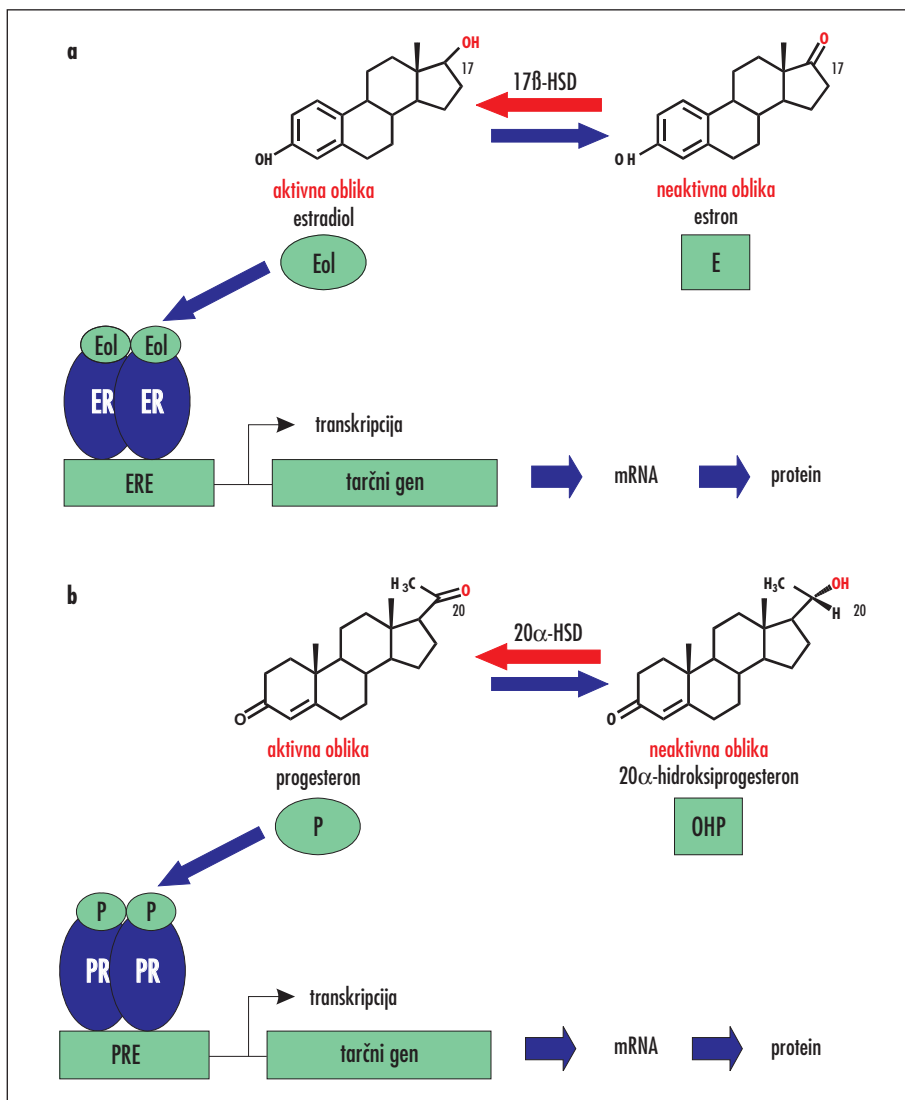 a
OH
17
17ß-HSD
O
17
OH
O H
aktivna oblika
estradiol
Eol
neaktivna oblika
estron
E
Eol Eol
ER ER
transkripcija
ERE
tarčni gen
mRNA
protein
b
H3C
O
20
20α-HSD
H3C
OH
H
20
O
O
aktivna oblika
progesteron
P
neaktivna oblika
20α-hidroksiprogesteron
OHP
P P
PR PR
transkripcija
PRE
tarčni gen
mRNA
protein